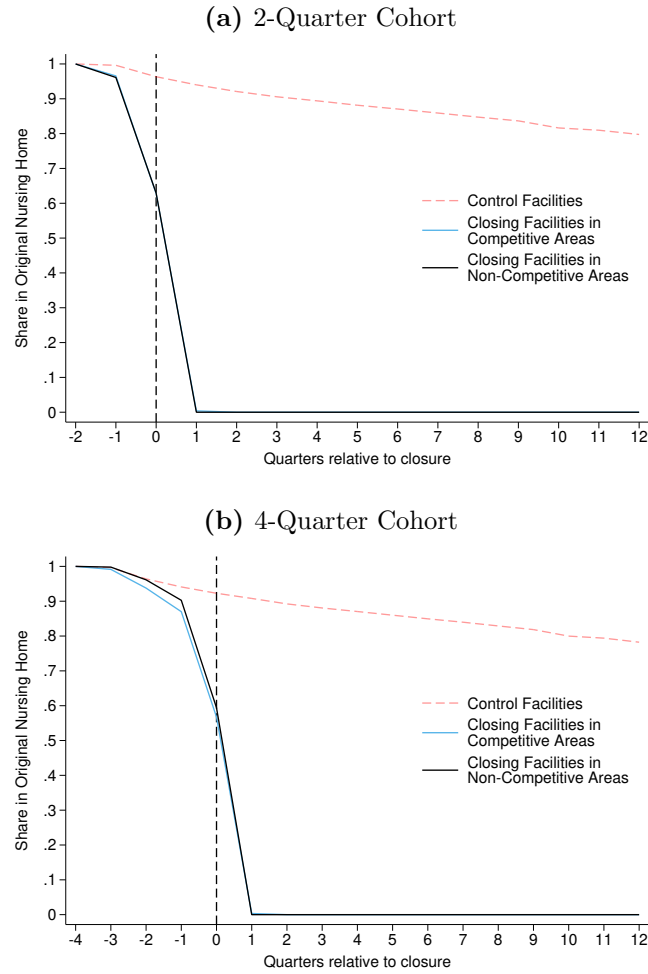 (a) 2-Quarter Cohort
Share in Original Nursing Home
1
.9
.8
.7
.6
.5
.4
.3
.2
.1
0
Control Facilities
Closing Facilities in
Competitive Areas
Closing Facilities in
Non-Competitive Areas
-2 -1 0 1 2 3 4 5 6 7 8 9 10 11 12
Quarters relative to closure
(b) 4-Quarter Cohort
Share in Original Nursing Home
1
.9
.8
.7
.6
.5
.4
.3
.2
.1
0
Control Facilities
Closing Facilities in
Competitive Areas
Closing Facilities in
Non-Competitive Areas
-4 -3 -2 -1 0 1 2 3 4 5 6 7 8 9 10 11 12
Quarters relative to closure